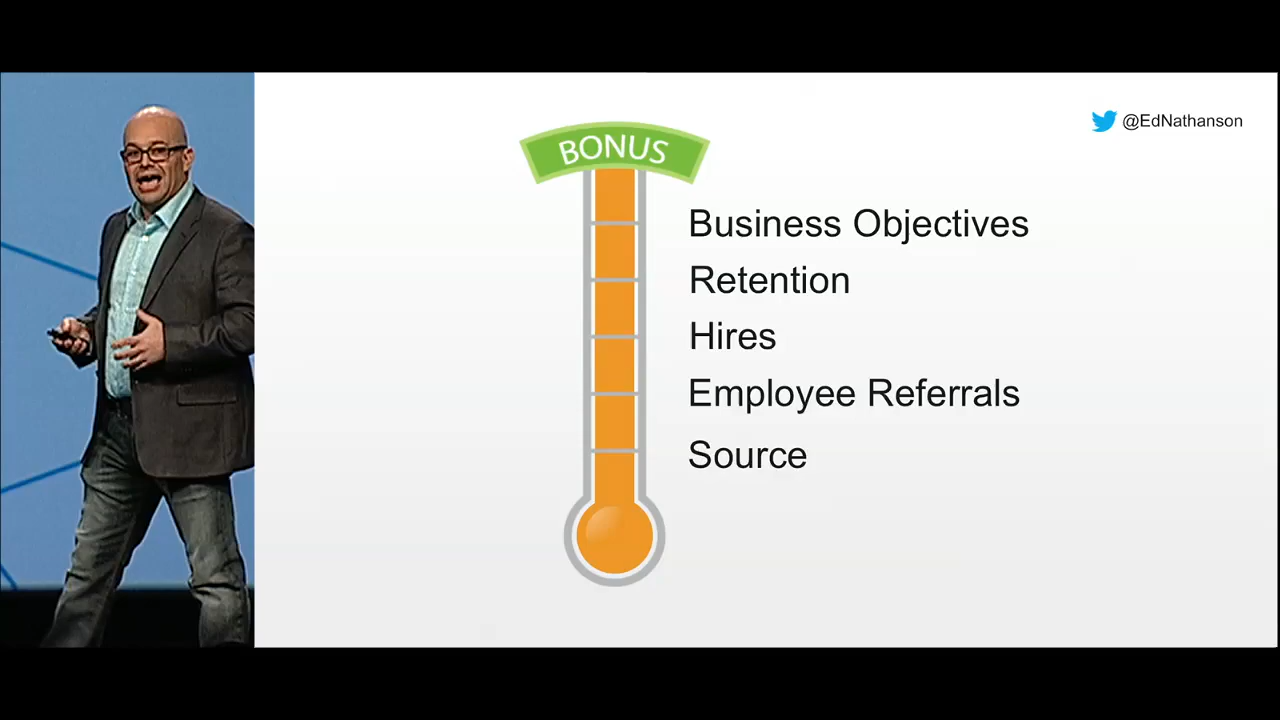 @EdNathanson
BONUS
Business Objectives
Retention
Hires
Employee Referrals
Source